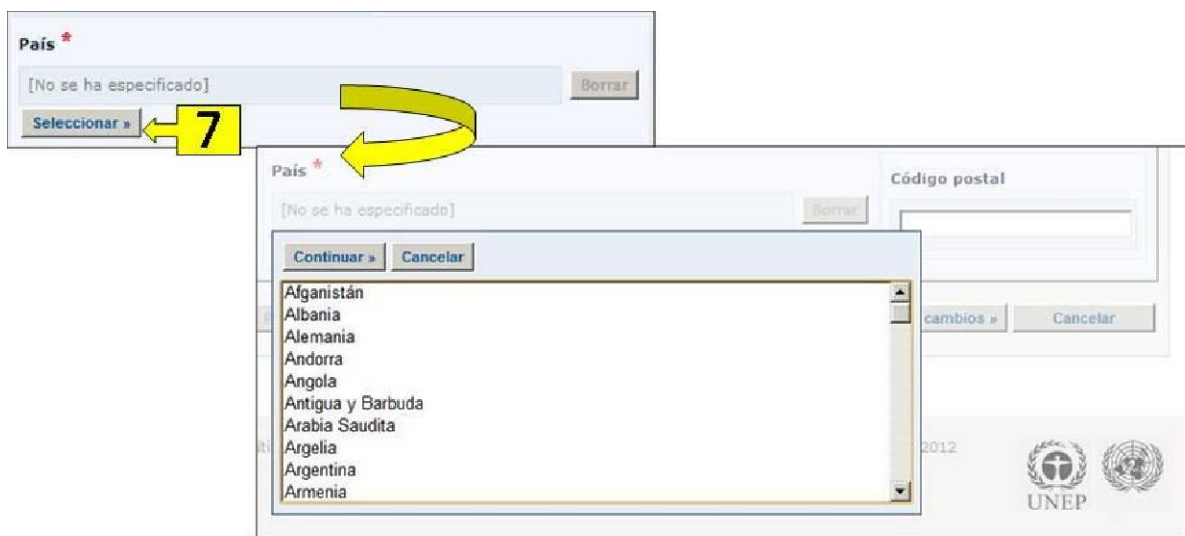 País *
[No se ha especificado] Borrar
Seleccionar »
7
País *
Código postal
[No se ha especificado] Borrar
Continuar » Cancelar
Afganistán
Albania
Alemania
Andorra
Angola
Antigua y Barbuda
Arabia Saudita
Argelia
Argentina
Armenia
cambios » Cancelar
2012
UNEP